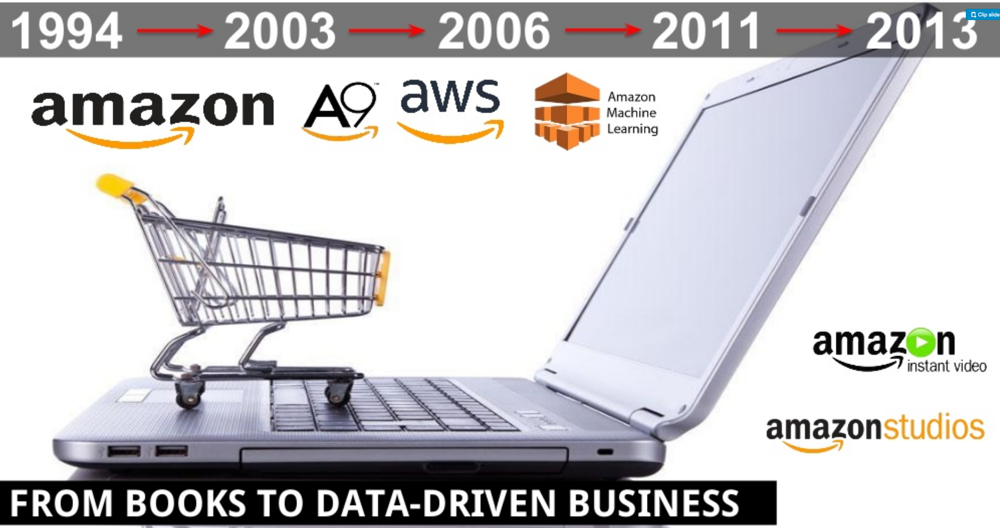 1994 2003 2006 2011 2013
Clip slide
amazon
A9™
aws
Amazon
Machine
Learning
amazon
instant video
amazonstudios
FROM BOOKS TO DATA-DRIVEN BUSINESS